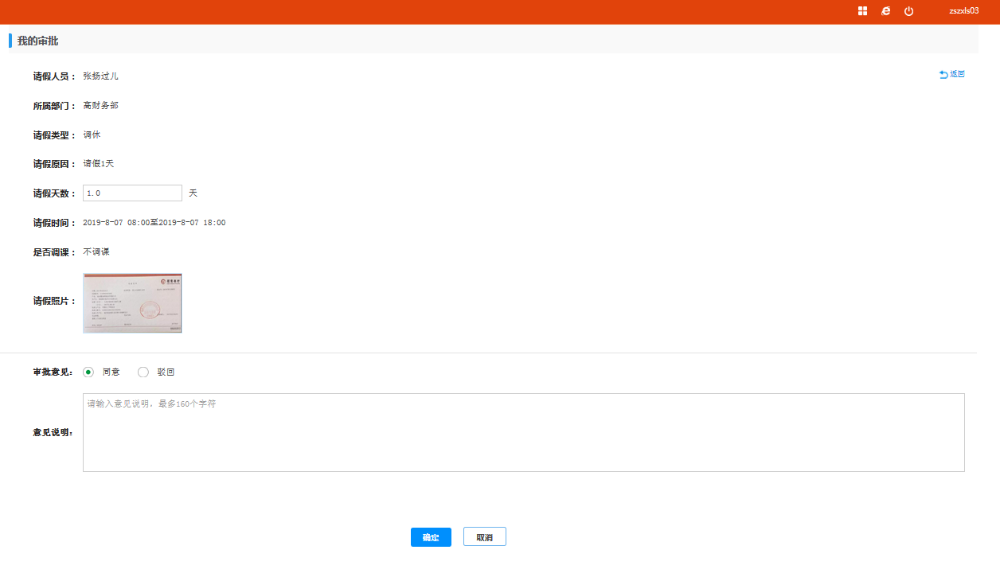 zszxls03
我的审批
请假人员： 张扬过儿
返回
所属部门： 高财务部
请假类型： 调休
请假原因： 请假1天
请假天数： 1.0 天
请假时间： 2019-8-07 08:00至2019-8-07 18:00
是否调课： 不调课
请假照片：
审批意见： 同意 驳回
请输入意见说明，最多160个字符
意见说明：
确定 取消